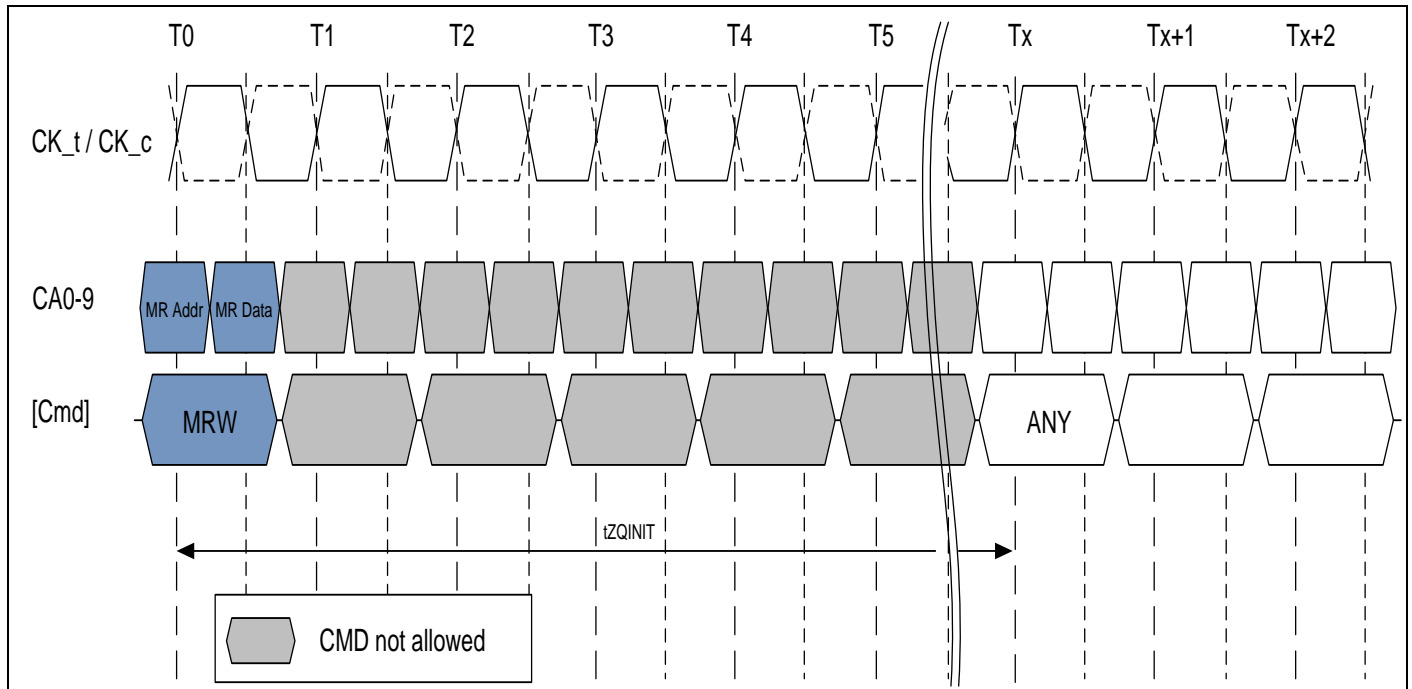 T0 T1 T2 T3 T4 T5 Tx Tx+1 Tx+2
CK_t / CK_c
CA0-9 MR Addr MR Data
[Cmd] MRW ANY
tZQINIT
CMD not allowed